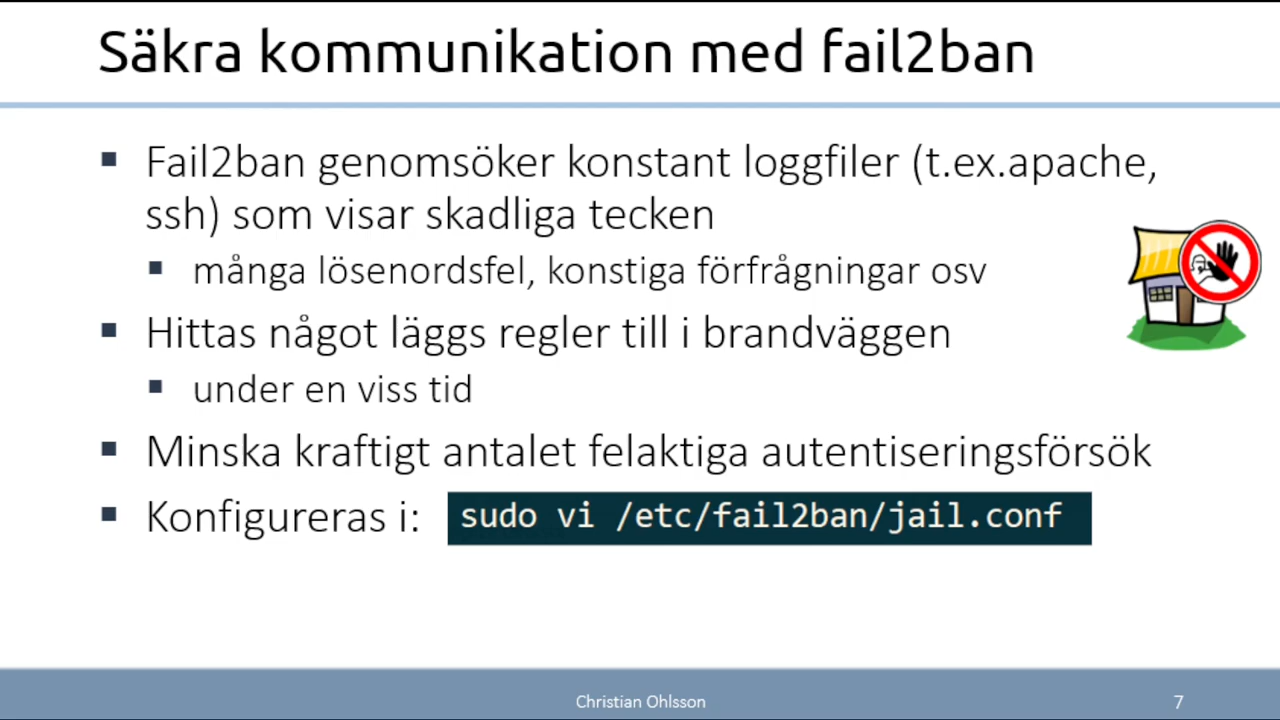 Säkra kommunikation med fail2ban
Fail2ban genomsöker konstant loggfiler (t.ex.apache,
ssh) som visar skadliga tecken
många lösenordsfel, konstiga förfrågningar osv
Hittas något läggs regler till i brandväggen
under en viss tid
Minska kraftigt antalet felaktiga autentiseringsförsök
Konfigureras i: sudo vi /etc/fail2ban/jail.conf
Christian Ohlsson 7